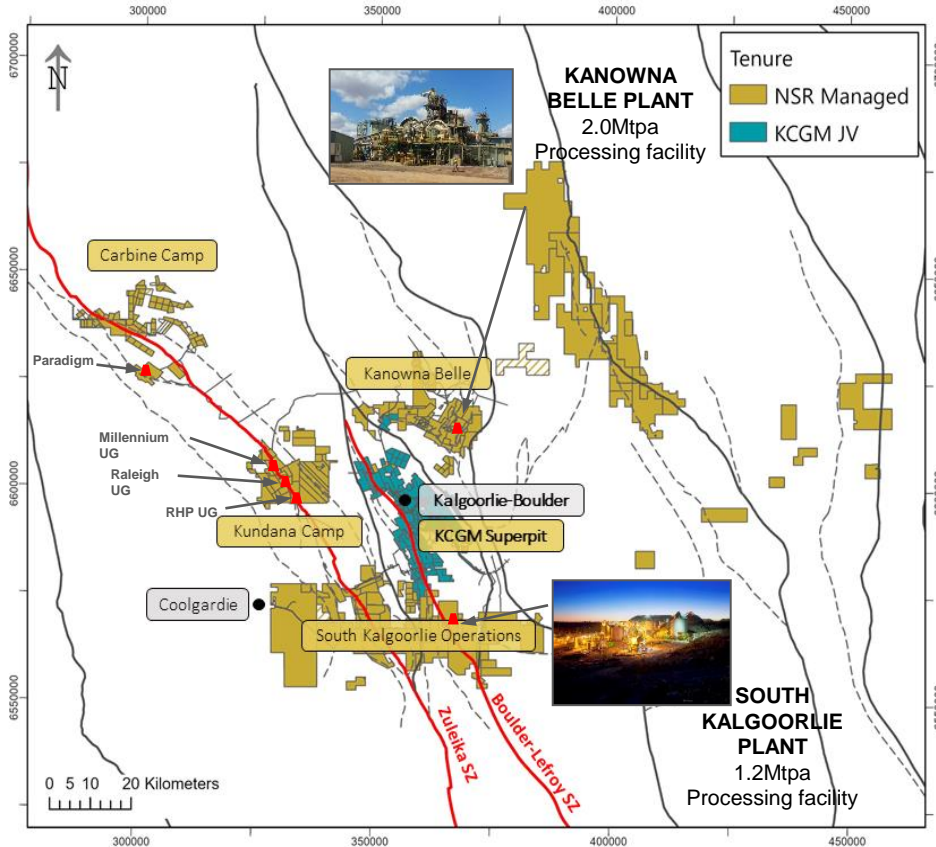 300000
350000
400000
450000
6700000
N
KANOWNA
BELLE PLANT
2.0Mtpa
Processing facility
Tenure
NSR Managed
KCGM JV
6650000
Carbine Camp
Paradigm
Kanowna Belle
Millennium
UG
Raleigh
UG
RHP UG
6600000
Kalgoorlie-Boulder
KCGM Superpit
Kundana Camp
Coolgardie
South Kalgoorlie Operations
6550000
Zuleika SZ
Boulder-Lefroy SZ
SOUTH
KALGOORLIE
PLANT
1.2Mtpa
Processing facility
0 5 10 20 Kilometers
300000
350000
400000
450000